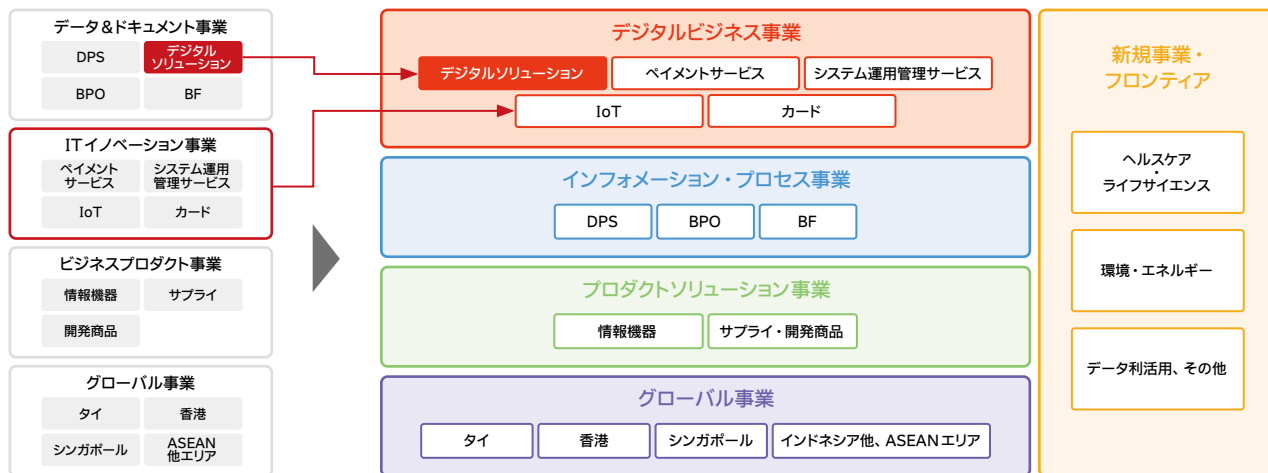 データ&ドキュメント事業
DPS
デジタル
ソリューション
BPO
BF
ITイノベーション事業
ペイメント
サービス
システム運用
管理サービス
IoT
カード
ビジネスプロダクト事業
情報機器
サプライ
開発商品
グローバル事業
タイ
香港
シンガポール
ASEAN
他エリア
デジタルビジネス事業
デジタルソリューション
ペイメントサービス
システム運用管理サービス
IoT
カード
インフォメーション・プロセス事業
DPS
BPO
BF
プロダクトソリューション事業
情報機器
サプライ・開発商品
グローバル事業
タイ
香港
シンガポール
インドネシア他、ASEANエリア
新規事業・
フロンティア
ヘルスケア
・
ライフサイエンス
環境・エネルギー
データ利活用、その他